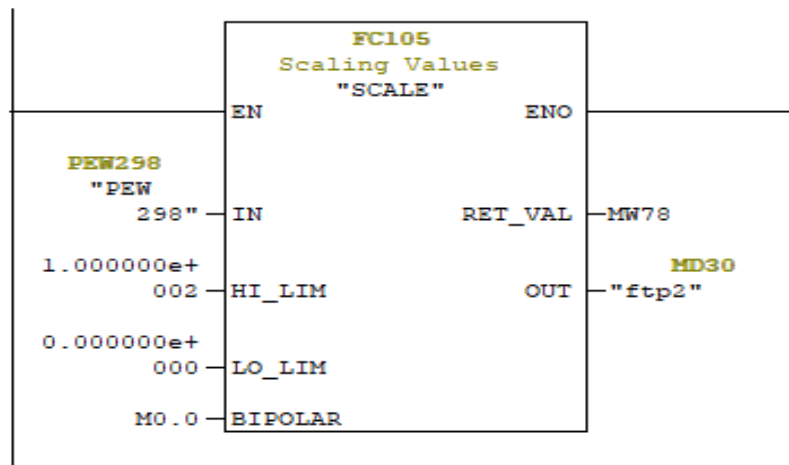 FC105
Scaling Values
"SCALE"
EN ENO
PEW298
"PEW
298" IN RET_VAL MW78
1.000000e+ MD30
002 HI_LIM OUT "ftp2"
0.000000e+
000 LO_LIM
M0.0 BIPOLAR